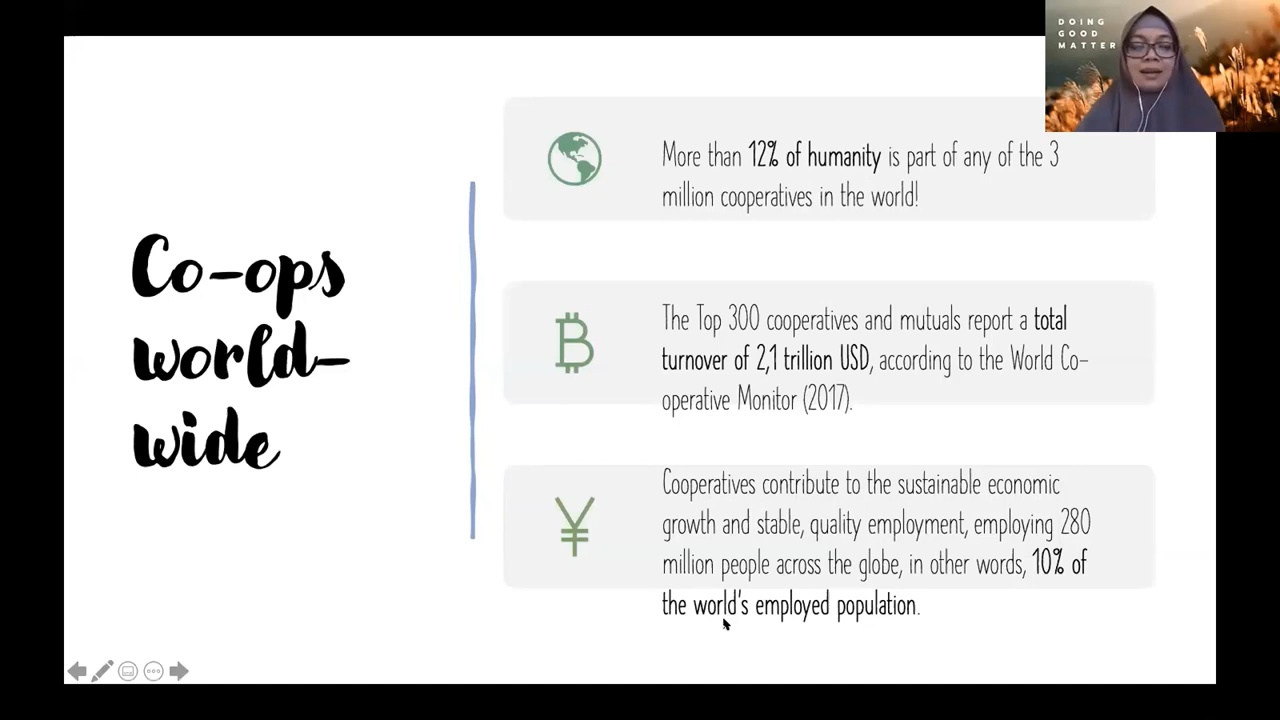 DOING
GOOD
MATTER
Co-ops
world-
wide
More than 12% of humanity is part of any of the 3
million cooperatives in the world!
The Top 300 cooperatives and mutuals report a total
turnover of 2,1 trillion USD, according to the World Co-
operative Monitor (2017).
Cooperatives contribute to the sustainable economic
growth and stable, quality employment, employing 280
million people across the globe, in other words, 10% of
the world's employed population.